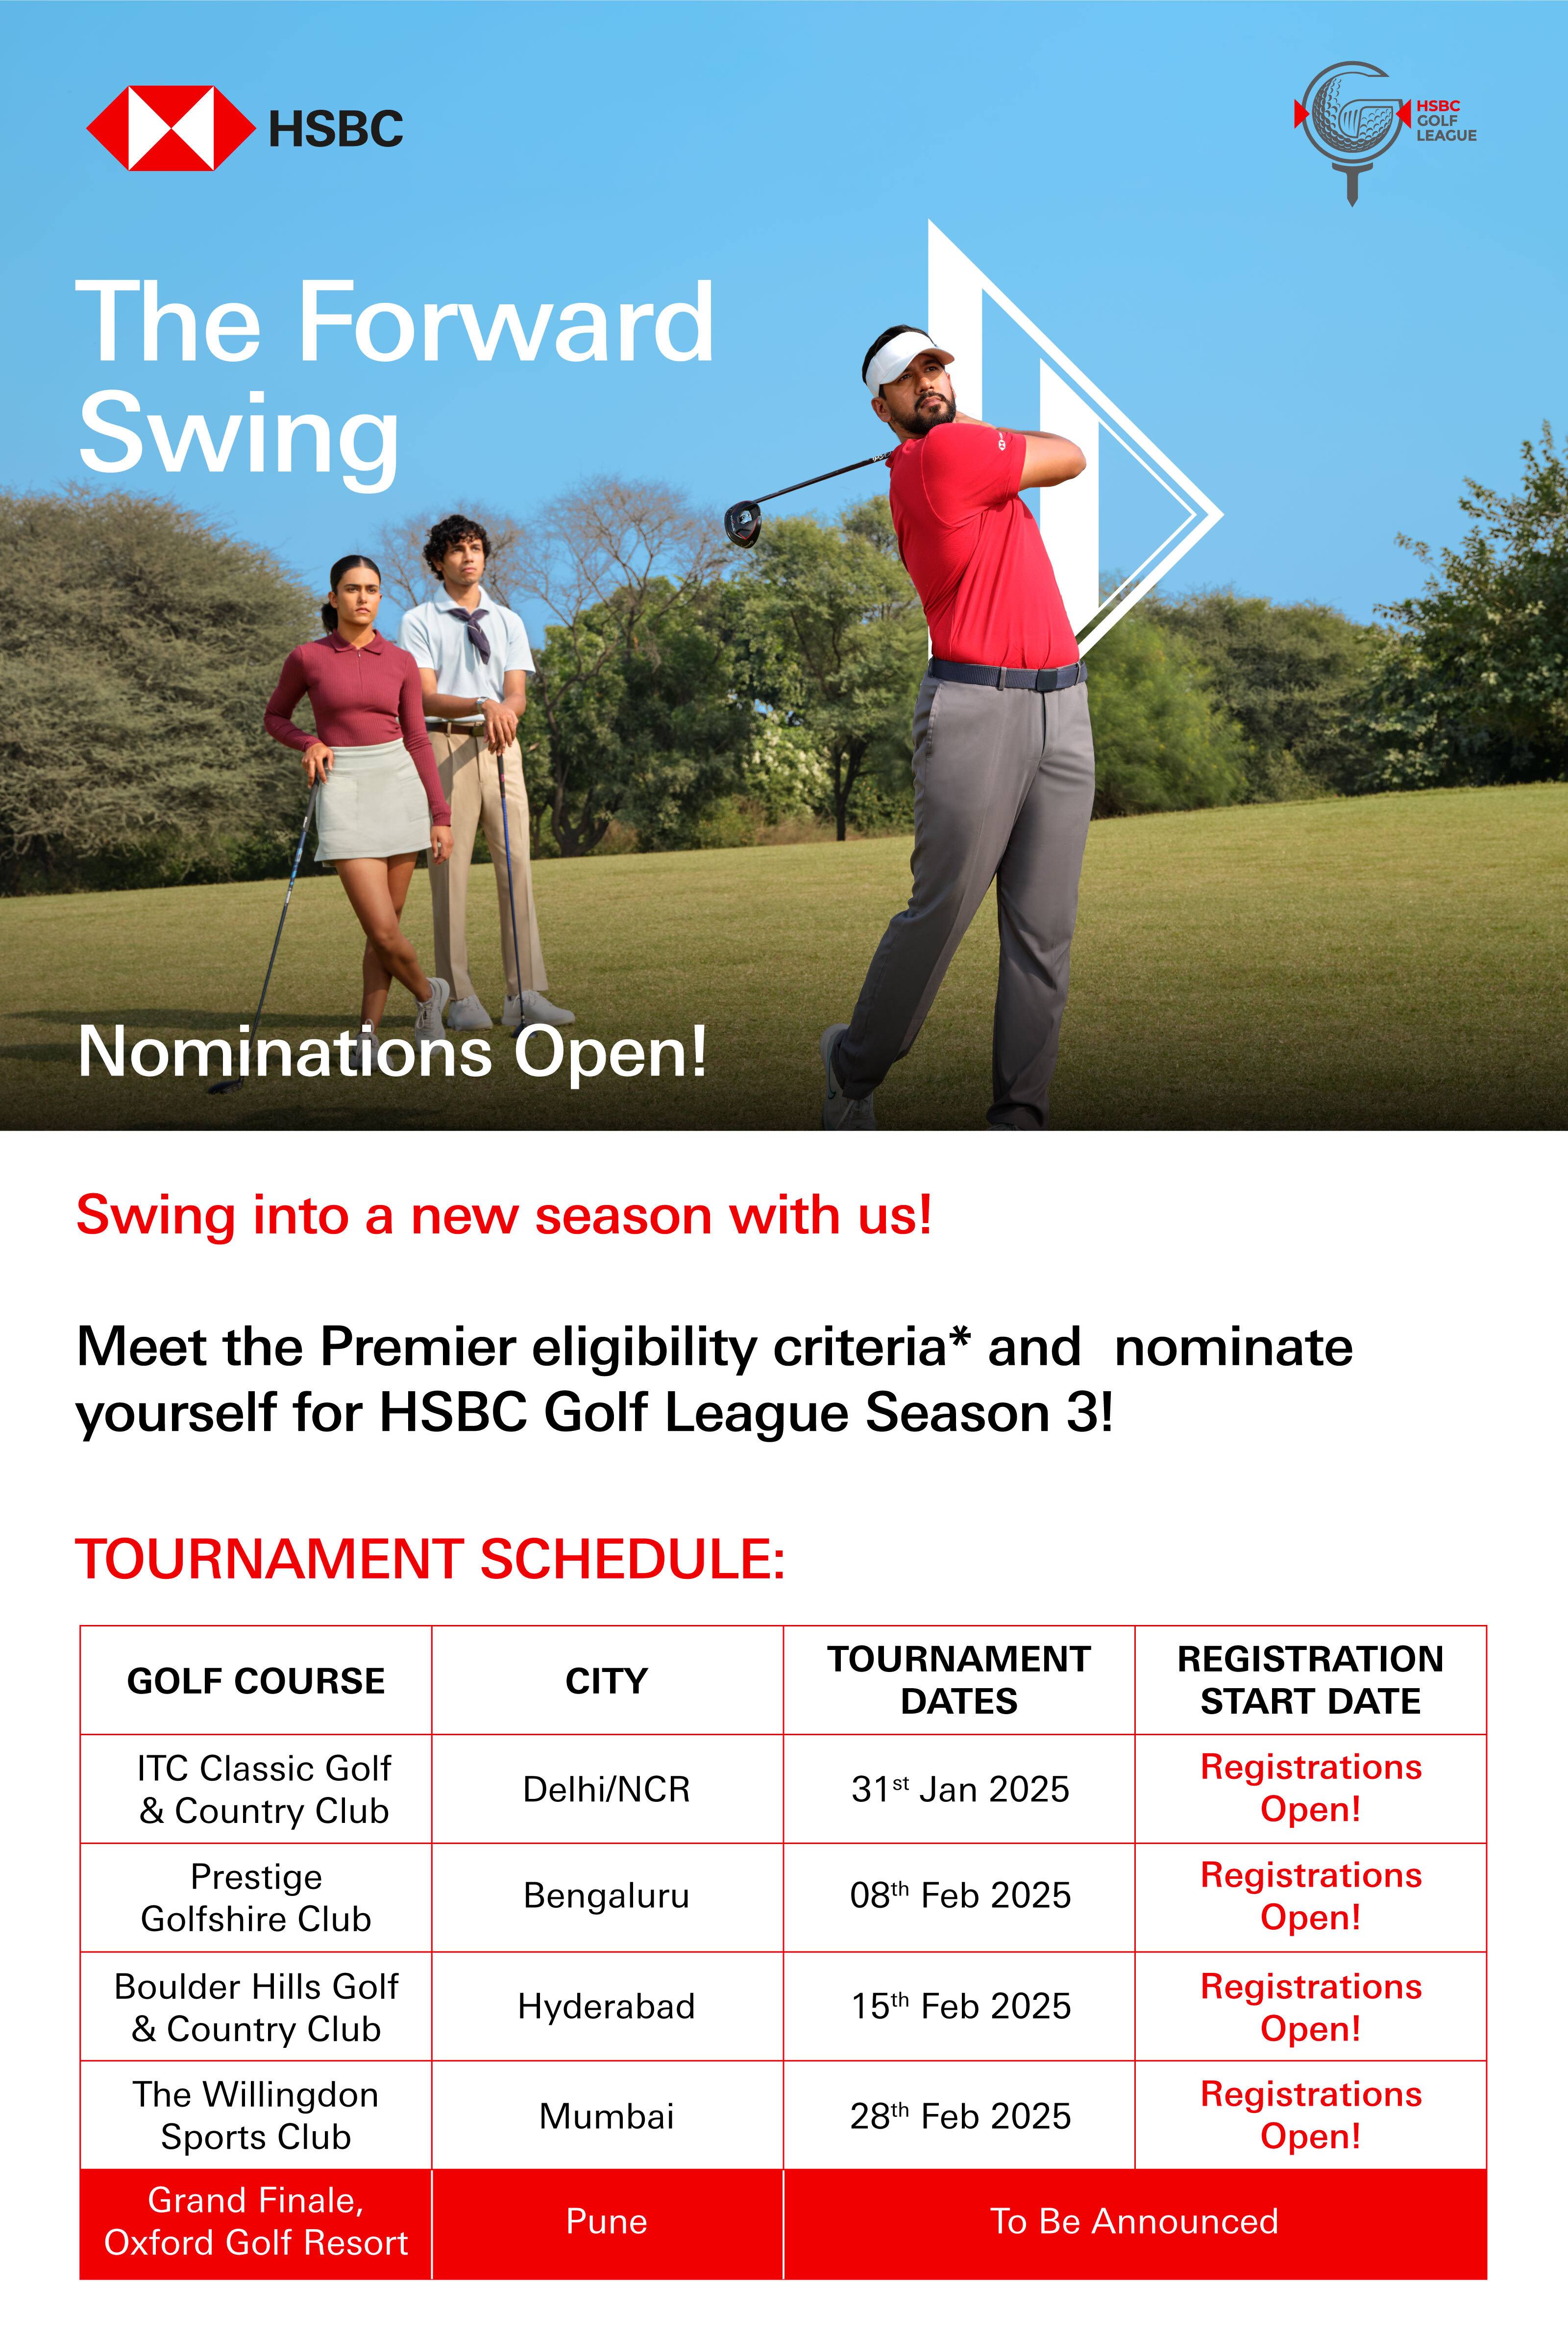 HSBC
HSBC
GOLF
LEAGUE
The Forward
Swing
Nominations Open!
Swing into a new season with us!
Meet the Premier eligibility criteria* and  nominate
yourself for HSBC Golf League Season 3!
TOURNAMENT SCHEDULE:
GOLF COURSE
CITY
TOURNAMENT
DATES
REGISTRATION
START DATE
ITC Classic Golf
& Country Club
Delhi/NCR
31st Jan 2025
Registrations
Open!
Prestige
Golfshire Club
Bengaluru
08th Feb 2025
Registrations
Open!
Boulder Hills Golf
& Country Club
Hyderabad
15th Feb 2025
Registrations
Open!
The Willingdon
Sports Club
Mumbai
28th Feb 2025
Registrations
Open!
Grand Finale,
Oxford Golf Resort
Pune
To Be Announced